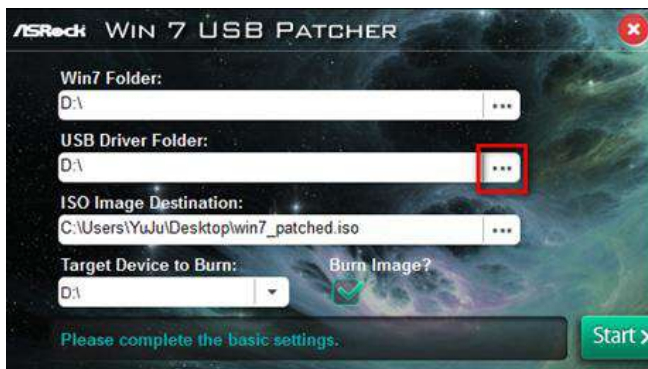 ASRock WIN 7 USB PATCHER
Win7 Folder:
D:\
USB Driver Folder:
D:\
ISO Image Destination:
C:\Users\YuJu\Desktop\win7_patched.iso
Target Device to Burn: Burn Image?
D:\
Please complete the basic settings. Start